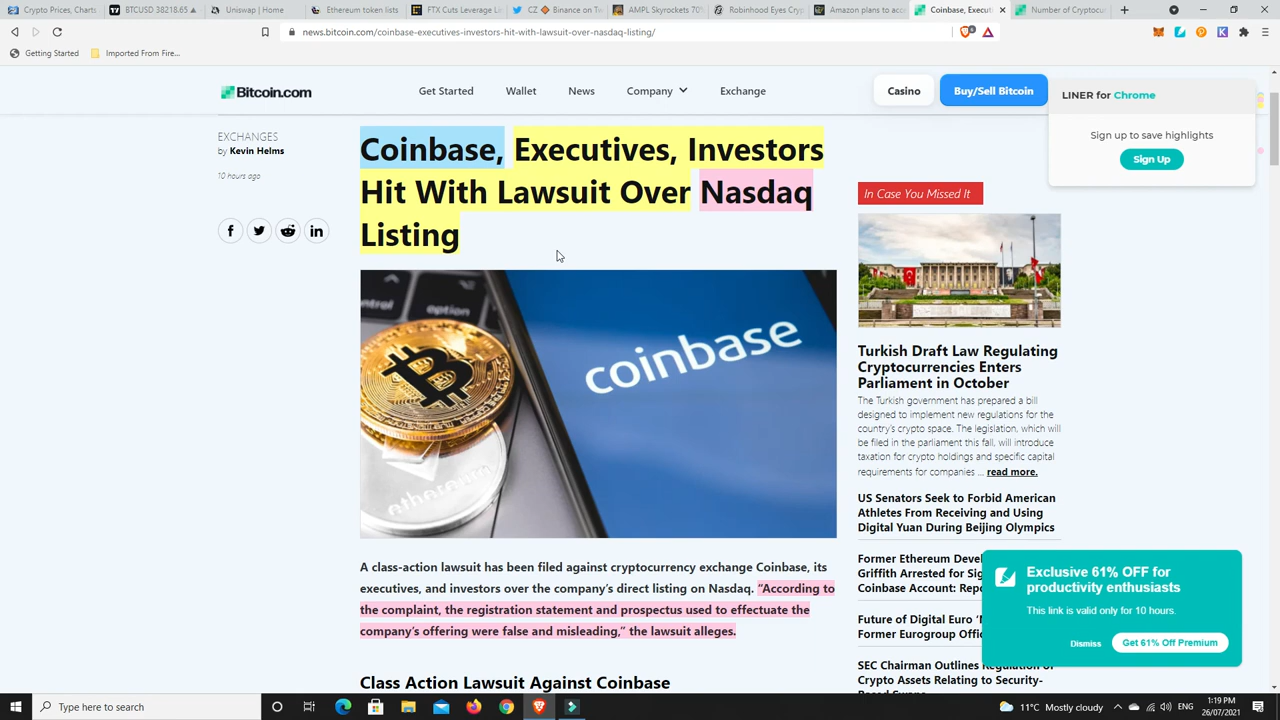 Crypto Prices, Charts
BTCUSD 38218.65 ▲
Uniswap | Home
Ethereum token lists
FTX Cuts Leverage Li
CZ 🔶 Binance on Tw
AMPL Skyrockets 70%
Robinhood Eyes Cryp
Amazon plans to acc
Coinbase, Executi
Number of Cryptocu
news.bitcoin.com/coinbase-executives-investors-hit-with-lawsuit-over-nasdaq-listing/
Getting Started
Imported From Fire...
Bitcoin.com
Get Started
Wallet
News
Company
Exchange
Casino
Buy/Sell Bitcoin
LINER for Chrome
Sign up to save highlights
Sign Up
EXCHANGES
by Kevin Helms
10 hours ago
Coinbase, Executives, Investors
Hit With Lawsuit Over Nasdaq
Listing
control
option
coinbase
ethereum
A class-action lawsuit has been filed against cryptocurrency exchange Coinbase, its
executives, and investors over the company's direct listing on Nasdaq. “According to
the complaint, the registration statement and prospectus used to effectuate the
company's offering were false and misleading,” the lawsuit alleges.
Class Action Lawsuit Against Coinbase
In Case You Missed It
Turkish Draft Law Regulating
Cryptocurrencies Enters
Parliament in October
The Turkish government has prepared a bill
designed to implement new regulations for the
country's crypto space. The legislation, which will
be filed in the parliament this fall, will introduce
taxation for crypto holdings and specific capital
requirements for companies ... read more.
US Senators Seek to Forbid American
Athletes From Receiving and Using
Digital Yuan During Beijing Olympics
Former Ethereum Devel
Griffith Arrested for Sig
Coinbase Account: Repo
Future of Digital Euro
Former Eurogroup Offic
SEC Chairman Outlines Regulation of
Crypto Assets Relating to Security-
Based Swaps
Exclusive 61% OFF for
productivity enthusiasts
This link is valid only for 10 hours.
Dismiss
Get 61% Off Premium
Type here to search
11°C Mostly cloudy
ENG
1:19 PM
26/07/2021